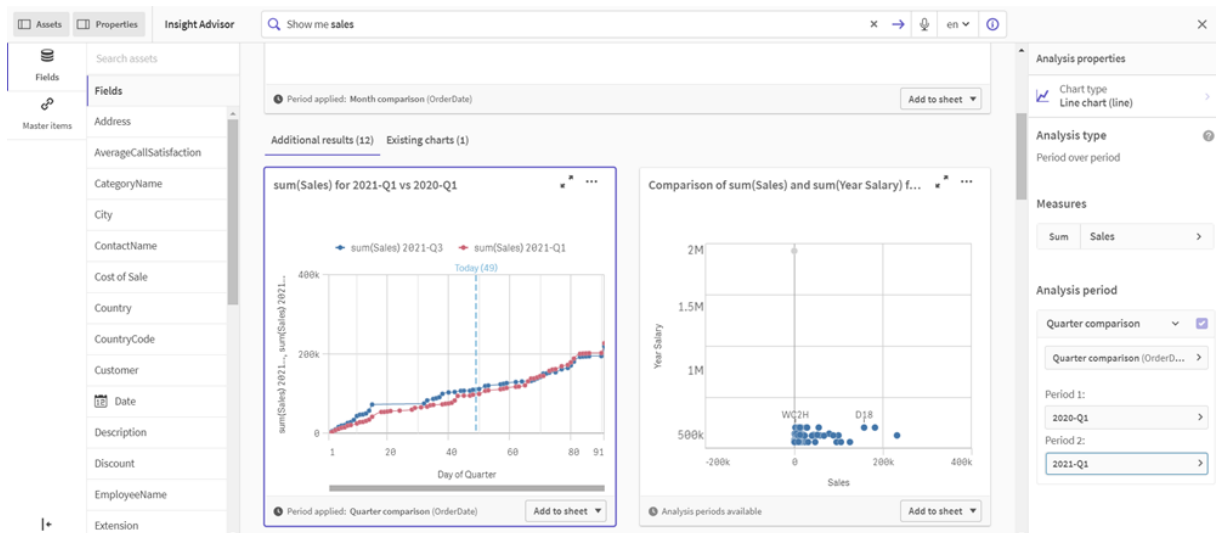 Assets Properties Insight Advisor Show me sales en
Fields
Master items
Search assets
Fields
Address
AverageCallSatisfaction
CategoryName
City
ContactName
Cost of Sale
Country
CountryCode
Customer
Date
Description
Discount
EmployeeName
Extension
Period applied: Month comparison (OrderDate) Add to sheet
Additional results (12) Existing charts (1)
sum(Sales) for 2021-Q1 vs 2020-Q1
sum(Sales) 2021-Q3 sum(Sales) 2021-Q1
Today (49)
sum(Sales) 2021..., sum(Sales) 2021...
400k
200k
0
1 20 40 60 80 91
Day of Quarter
Period applied: Quarter comparison (OrderDate) Add to sheet
Comparison of sum(Sales) and sum(Year Salary) f...
Year Salary
2M
1.5M
1M
500k
WC2H D18
-200k 0 200k 400k
Sales
Analysis periods available Add to sheet
Analysis properties
Chart type
Line chart (line)
Analysis type
Period over period
Measures
Sum Sales
Analysis period
Quarter comparison
Quarter comparison (OrderD...
Period 1:
2020-Q1
Period 2:
2021-Q1